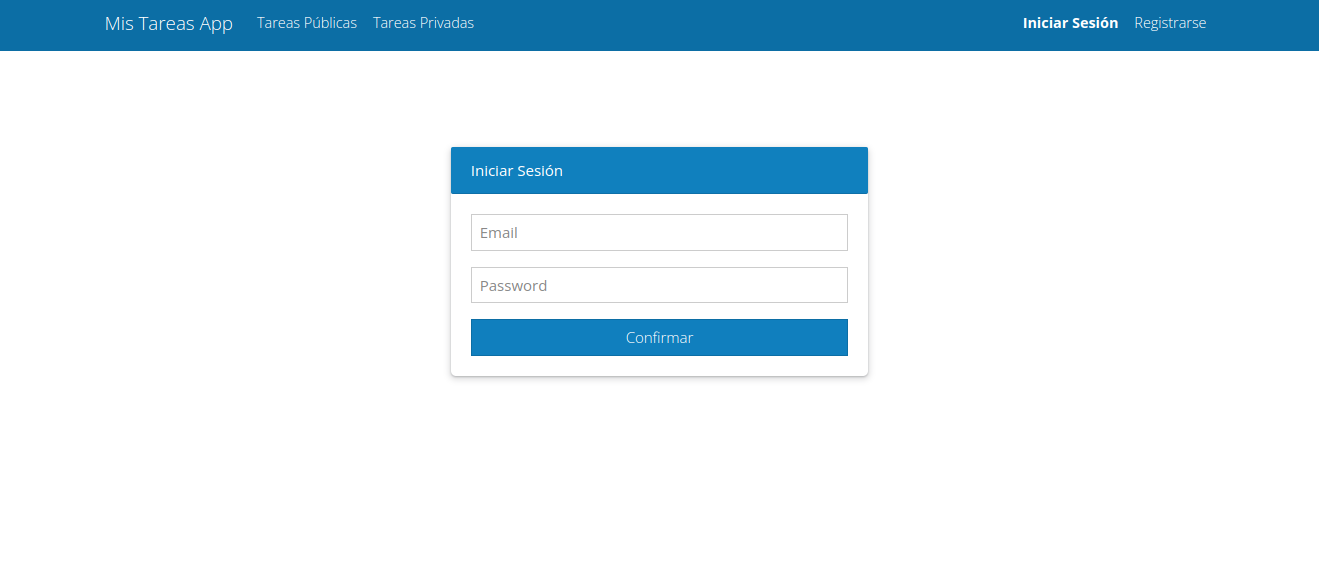 Mis Tareas App Tareas Públicas Tareas Privadas Iniciar Sesión Registrarse
Iniciar Sesión
Email
Password
Confirmar